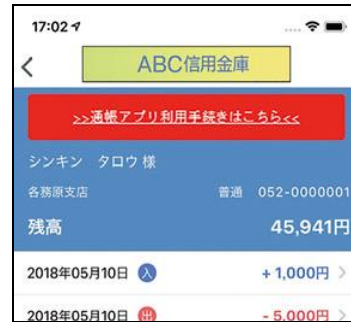 17:02
ABC信用金庫
>>通帳アプリ利用手続きはこちら<<
シンキン タロウ 様
各務原支店 普通 052-0000001
残高 45,941円
2018年05月10日 入 +1,000円
2018年05月10日 出 -5,000円